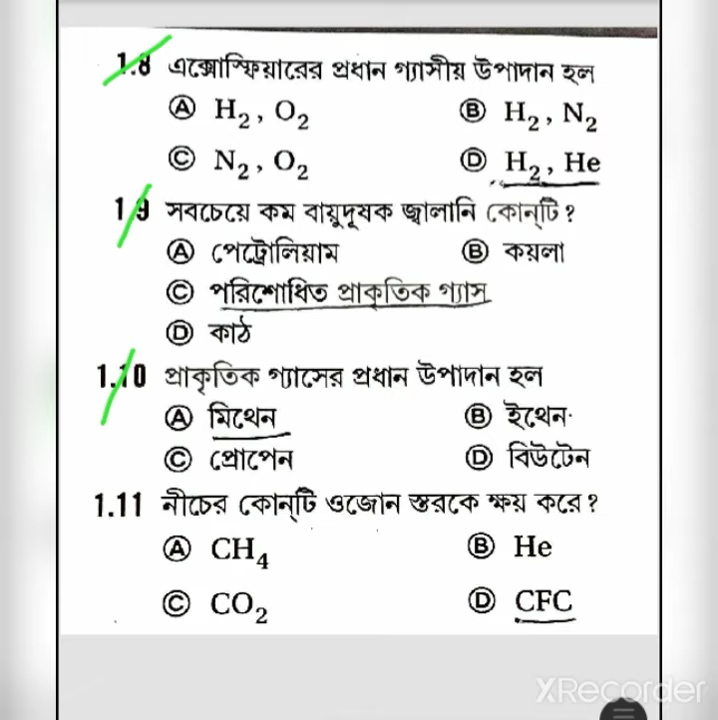 1.8 এক্সোস্ফিয়ারের প্রধান গ্যাসীয় উপাদান হল
Ⓐ H₂, O₂ Ⓑ H₂, N₂
Ⓒ N₂, O₂ Ⓓ H₂, He
1.9 সবচেয়ে কম বায়ুদূষক জ্বালানি কোন্‌টি?
Ⓐ পেট্রোলিয়াম Ⓑ কয়লা
Ⓒ পরিশোধিত প্রাকৃতিক গ্যাস
Ⓓ কাঠ
1.10 প্রাকৃতিক গ্যাসের প্রধান উপাদান হল
Ⓐ মিথেন Ⓑ ইথেন
Ⓒ প্রোপেন Ⓓ বিউটেন
1.11 নীচের কোন্‌টি ওজোন স্তরকে ক্ষয় করে?
Ⓐ CH₄ Ⓑ He
Ⓒ CO₂ Ⓓ CFC
XRecorder